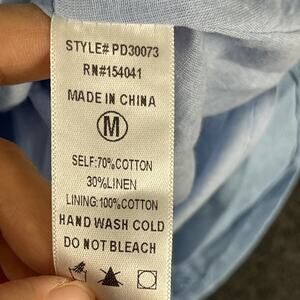 STYLE# PD30073
RN#154041
MADE IN CHINA
M
SELF:70%COTTON
30%LINEN
LINING:100%COTTON
HAND WASH COLD
DO NOT BLEACH